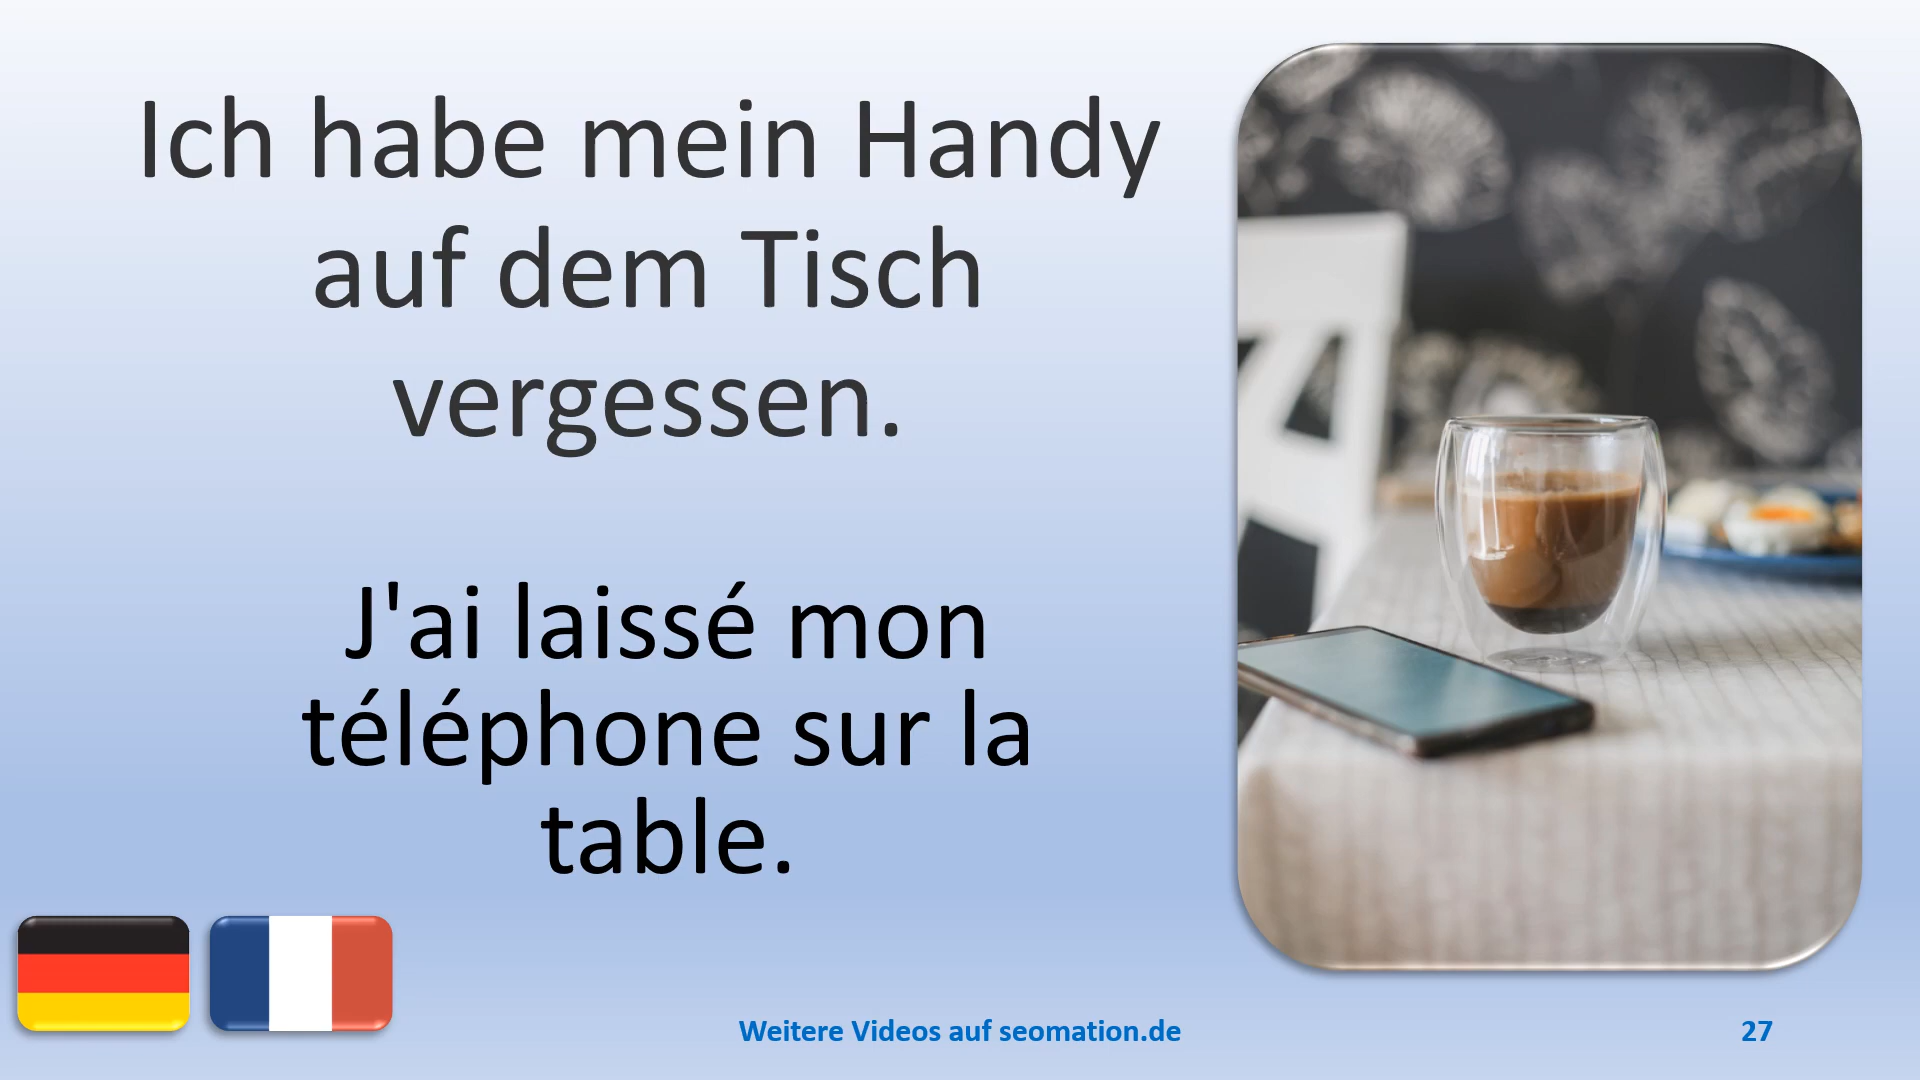 Ich habe mein Handy
auf dem Tisch
vergessen.
J'ai laissé mon
téléphone sur la
table.
Weitere Videos auf seomation.de
27